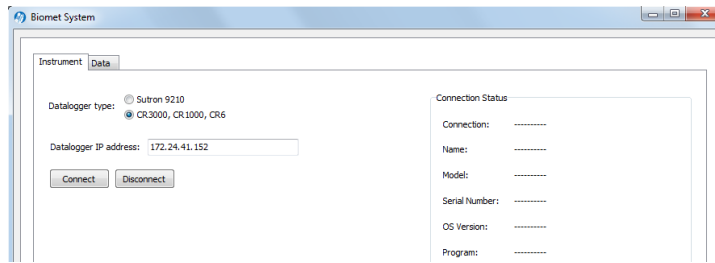 Biomet System
Instrument
Data
Datalogger type:
Sutron 9210
CR3000, CR1000, CR6
Datalogger IP address: 172.24.41.152
Connect
Disconnect
Connection Status
Connection: ----------
Name: ----------
Model: ----------
Serial Number: ----------
OS Version: ----------
Program: ----------